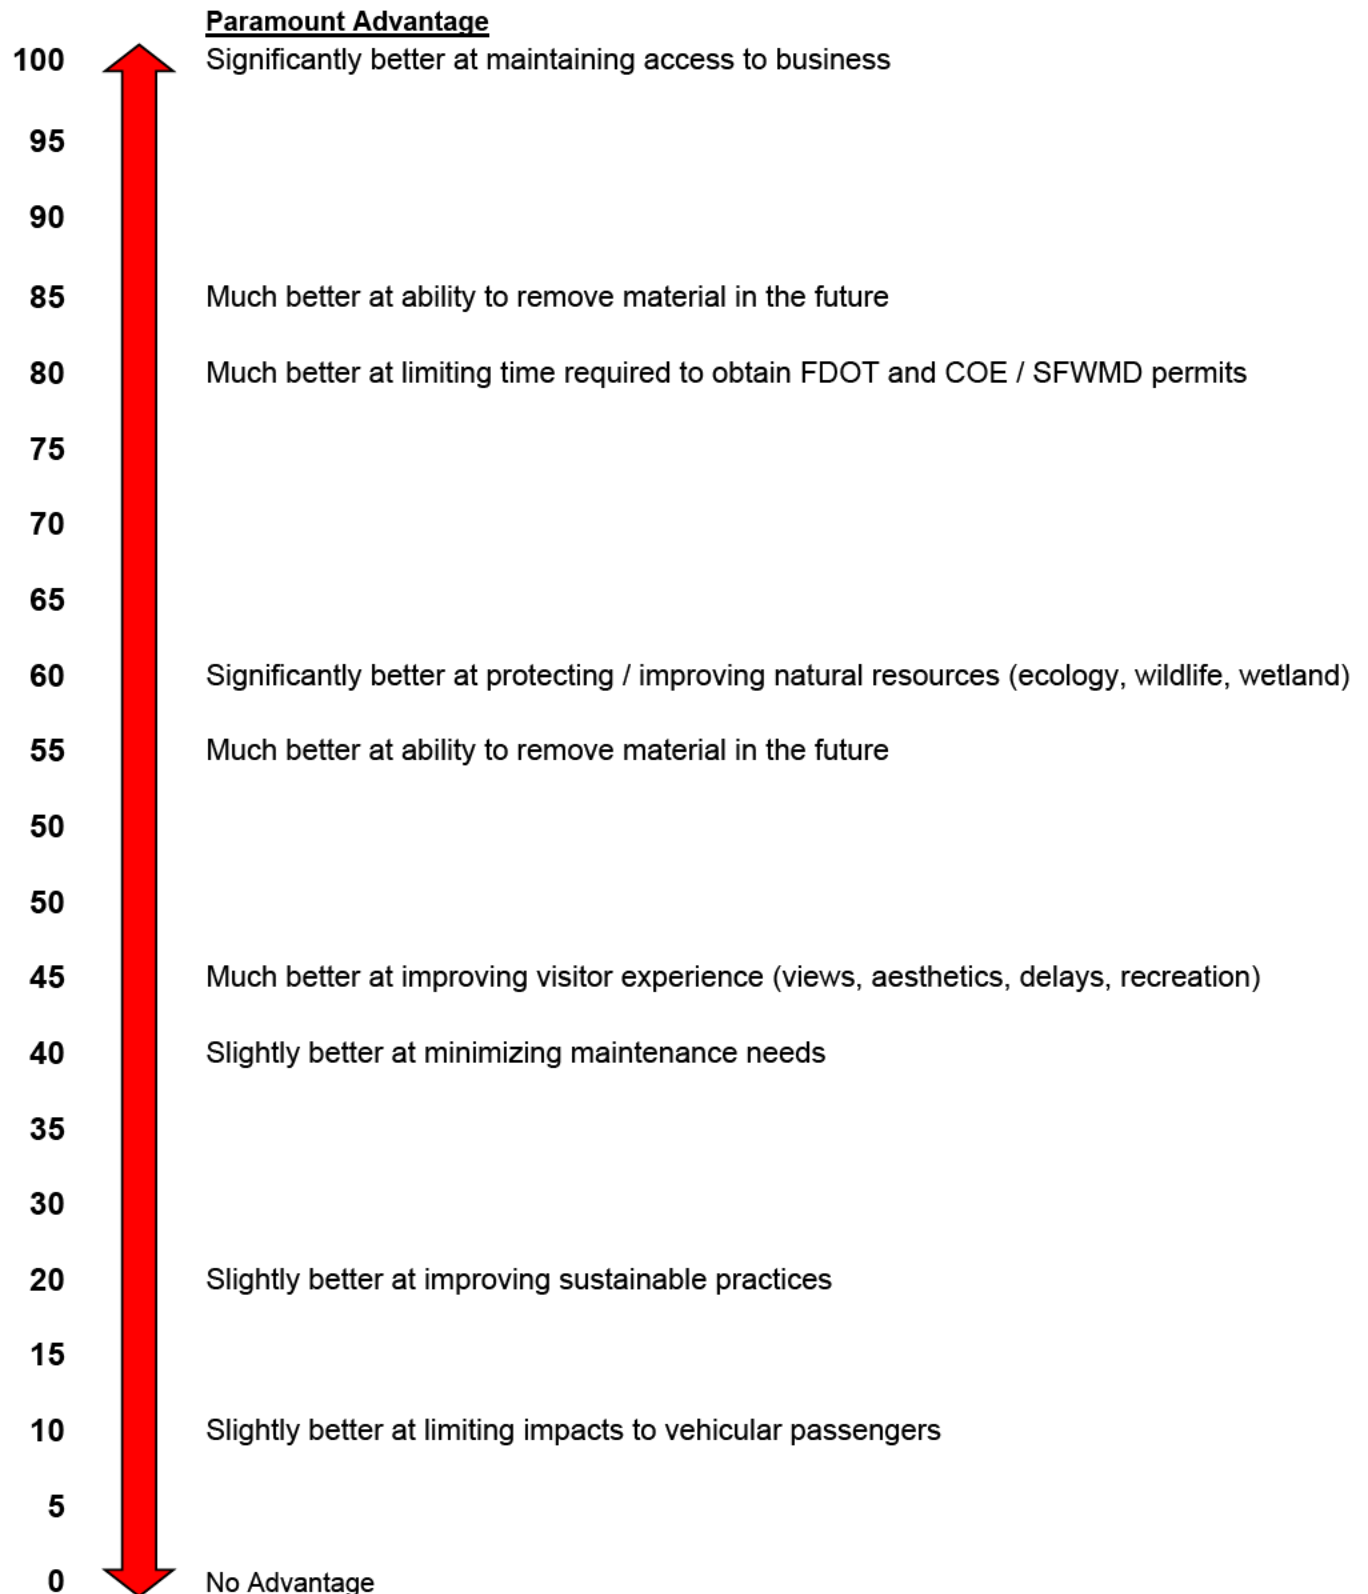 Paramount Advantage
100 Significantly better at maintaining access to business
95
90
85 Much better at ability to remove material in the future
80 Much better at limiting time required to obtain FDOT and COE / SFWMD permits
75
70
65
60 Significantly better at protecting / improving natural resources (ecology, wildlife, wetland)
55 Much better at ability to remove material in the future
50
50
45 Much better at improving visitor experience (views, aesthetics, delays, recreation)
40 Slightly better at minimizing maintenance needs
35
30
20 Slightly better at improving sustainable practices
15
10 Slightly better at limiting impacts to vehicular passengers
5
0 No Advantage